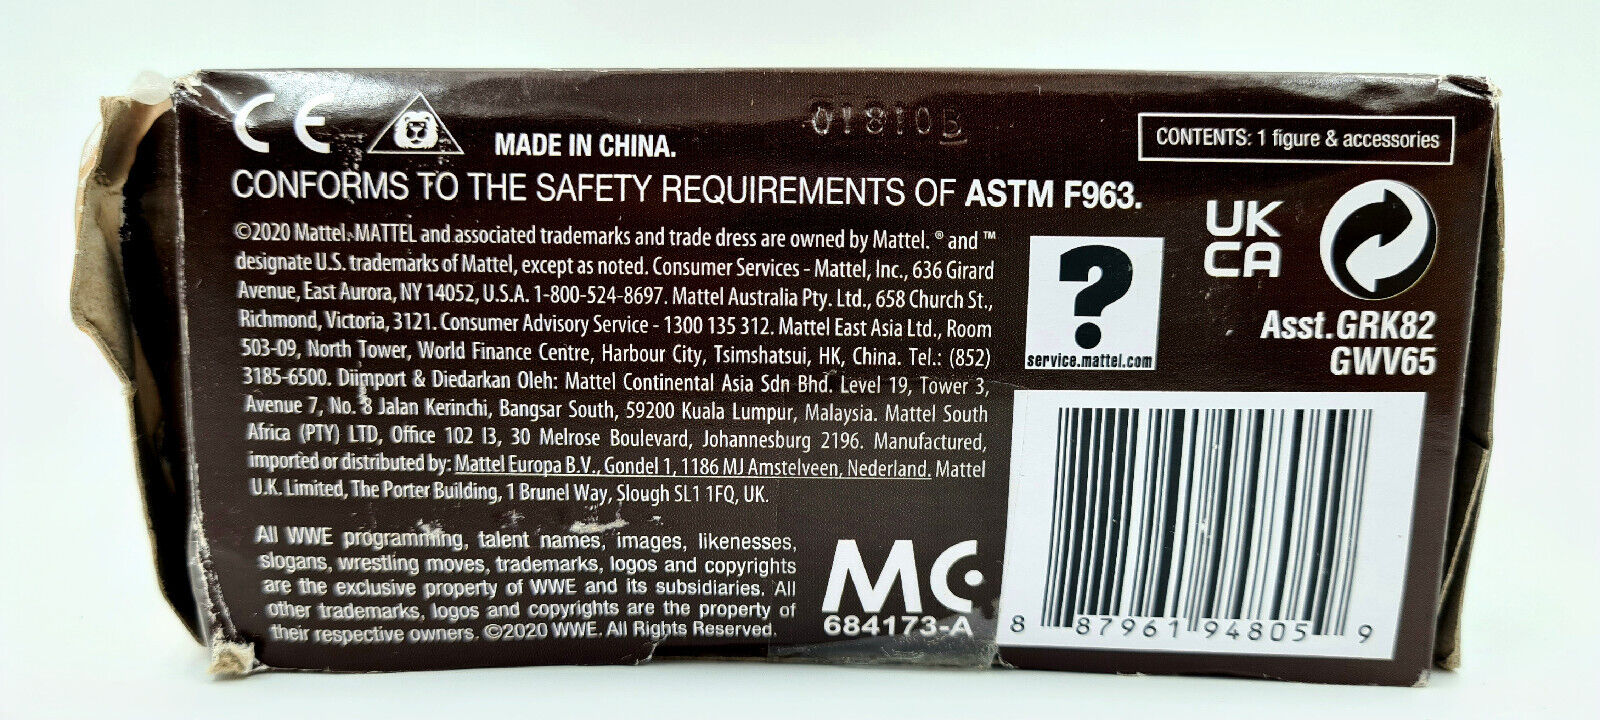 CE
MADE IN CHINA.
01810B
CONTENTS: 1 figure & accessories
CONFORMS TO THE SAFETY REQUIREMENTS OF ASTM F963.
©2020 Mattel. MATTEL and associated trademarks and trade dress are owned by Mattel. ® and ™
designate U.S. trademarks of Mattel, except as noted. Consumer Services - Mattel, Inc., 636 Girard
Avenue, East Aurora, NY 14052, U.S.A. 1-800-524-8697. Mattel Australia Pty. Ltd., 658 Church St.,
Richmond, Victoria, 3121. Consumer Advisory Service - 1300 135 312. Mattel East Asia Ltd., Room
503-09, North Tower, World Finance Centre, Harbour City, Tsimshatsui, HK, China. Tel.: (852)
3185-6500. Diimport & Diedarkan Oleh: Mattel Continental Asia Sdn Bhd. Level 19, Tower 3,
Avenue 7, No. 8 Jalan Kerinchi, Bangsar South, 59200 Kuala Lumpur, Malaysia. Mattel South
Africa (PTY) LTD, Office 102 I3, 30 Melrose Boulevard, Johannesburg 2196. Manufactured,
imported or distributed by: Mattel Europa B.V., Gondel 1, 1186 MJ Amstelveen, Nederland. Mattel
U.K. Limited, The Porter Building, 1 Brunel Way, Slough SL1 1FQ, UK.
All WWE programming, talent names, images, likenesses,
slogans, wrestling moves, trademarks, logos and copyrights
are the exclusive property of WWE and its subsidiaries. All
other trademarks, logos and copyrights are the property of
their respective owners. ©2020 WWE. All Rights Reserved.
MC
684173-A
?
service.mattel.com
UK
CA
Asst. GRK82
GWV65
8 87961 94805 9